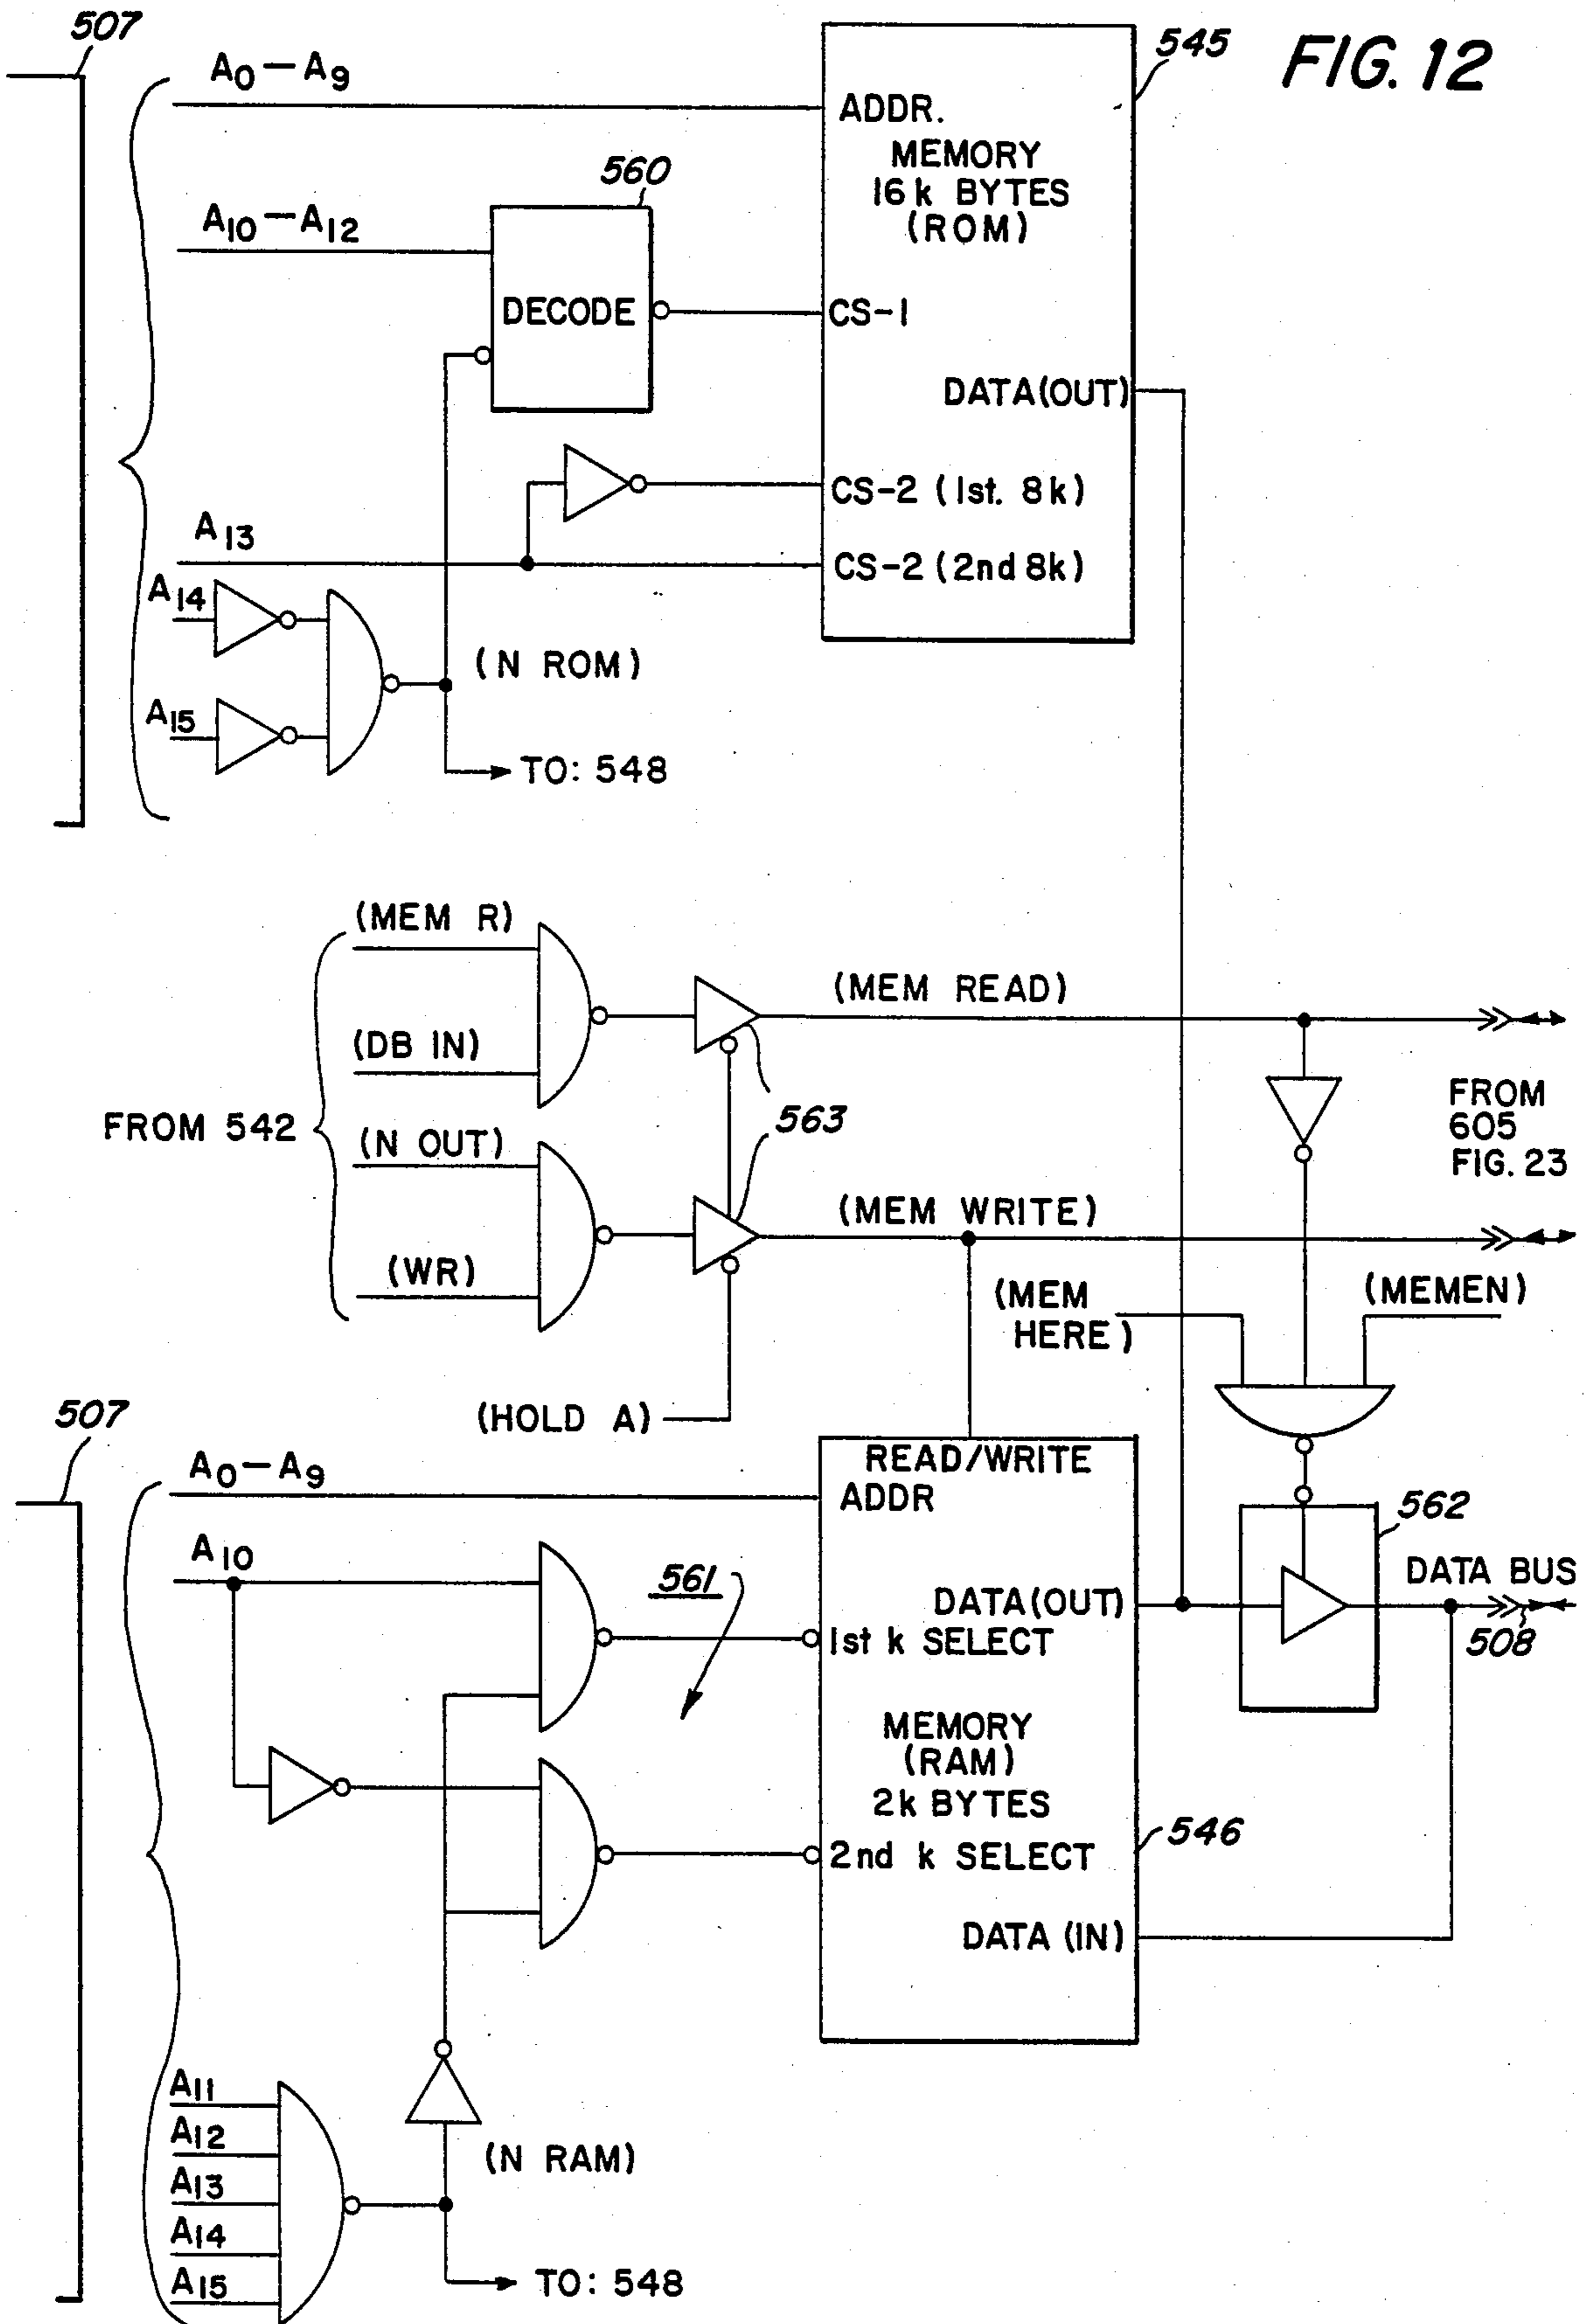 507
545
FIG. 12
A0-A9
ADDR.
MEMORY
16k BYTES
(ROM)
560
A10-A12
DECODE
CS-1
DATA(OUT)
CS-2 (1st. 8k)
A13
CS-2 (2nd 8k)
A14
(N ROM)
A15
TO: 548
(MEM R)
(MEM READ)
(DB IN)
FROM 542
563
FROM
605
FIG. 23
(N OUT)
(MEM WRITE)
(WR)
(MEM
HERE)
(MEMEN)
(HOLD A)
507
READ/WRITE
A0-A9
ADDR
562
A10
561
DATA(OUT)
DATA BUS
1st k SELECT
508
MEMORY
(RAM)
2k BYTES
546
2nd k SELECT
DATA (IN)
A11
A12
(N RAM)
A13
A14
A15
TO: 548